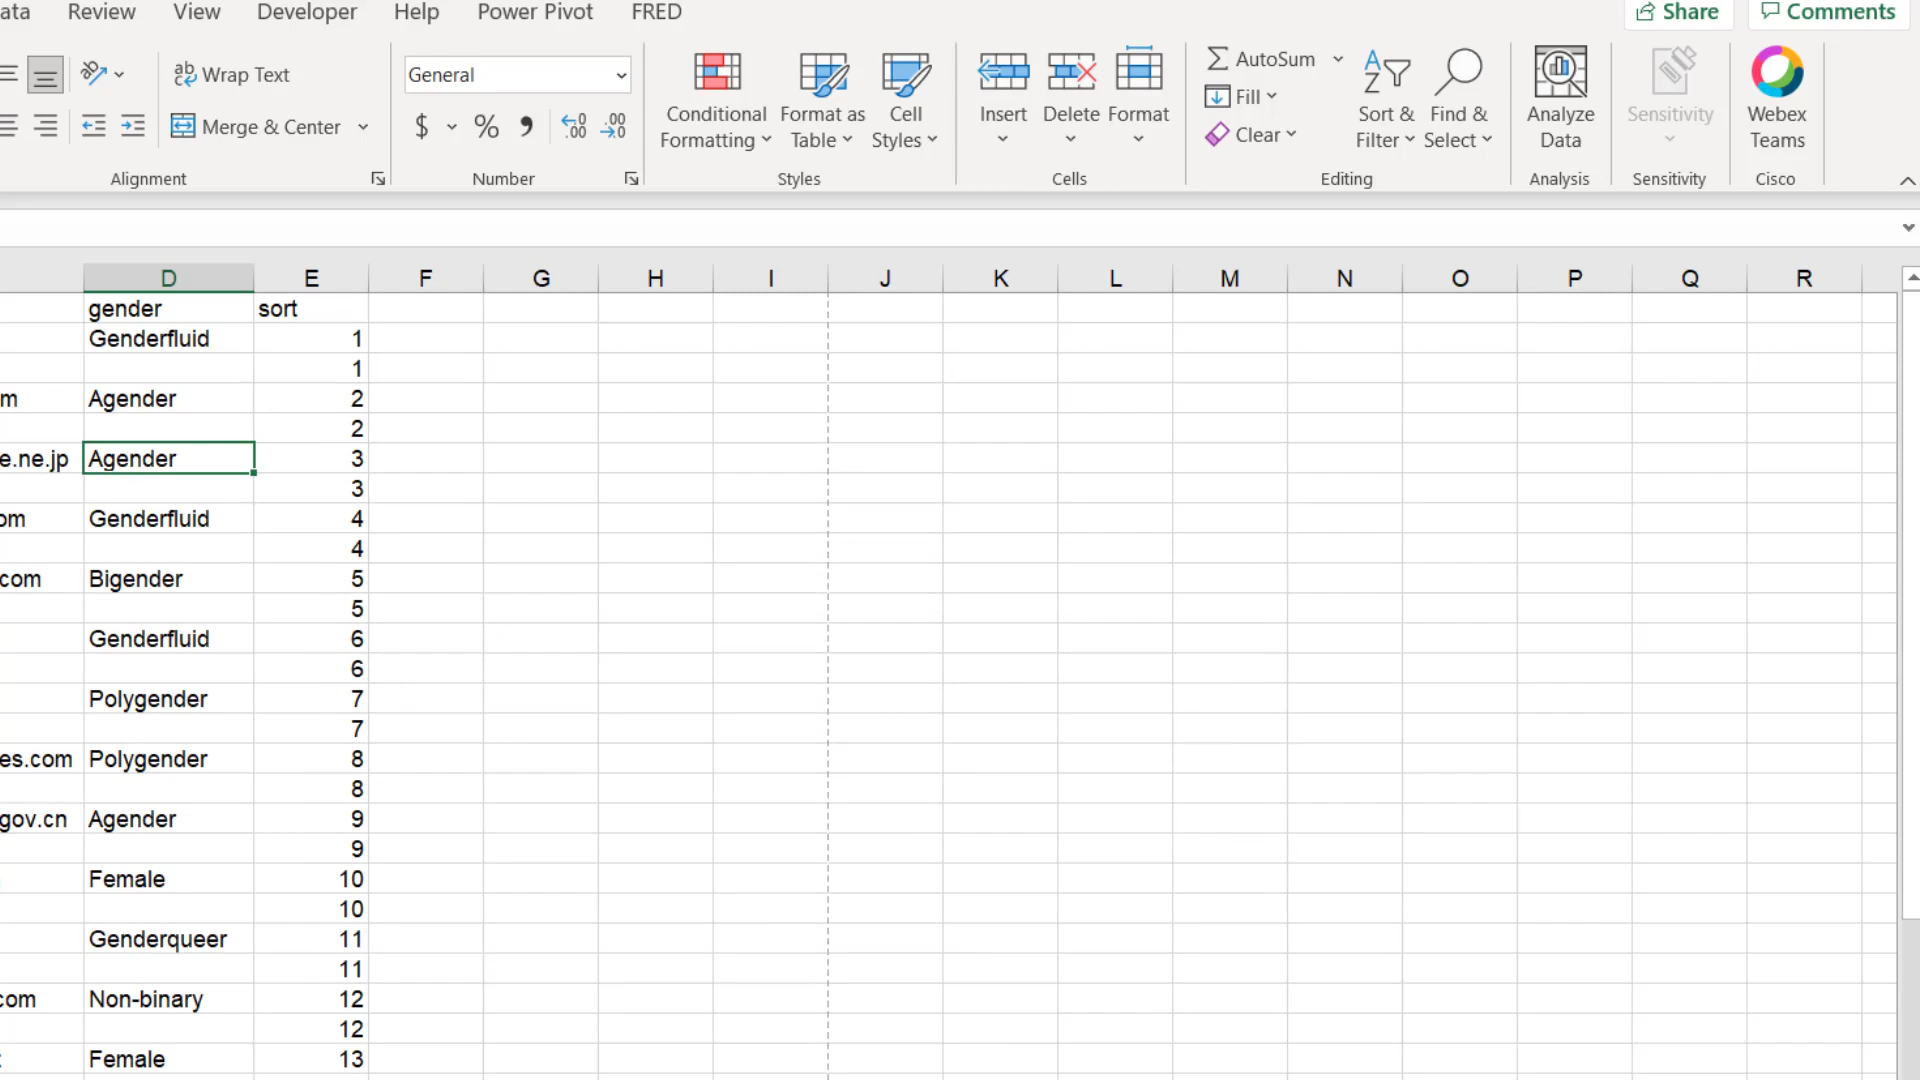 ata Review View Developer Help Power Pivot FRED Share Comments
ab Wrap Text General AutoSum
Conditional Format as Cell Insert Delete Format Fill Sort & Find & Analyze Sensitivity Webex
Merge & Center $ % , .00 .00 Formatting Table Styles Clear Filter Select Data Teams
Alignment Number Styles Cells Editing Analysis Sensitivity Cisco
D E F G H I J K L M N O P Q R
gender sort
Genderfluid 1
1
m Agender 2
2
e.ne.jp Agender 3
3
om Genderfluid 4
4
com Bigender 5
5
Genderfluid 6
6
Polygender 7
7
es.com Polygender 8
8
gov.cn Agender 9
9
Female 10
10
Genderqueer 11
11
com Non-binary 12
12
Female 13